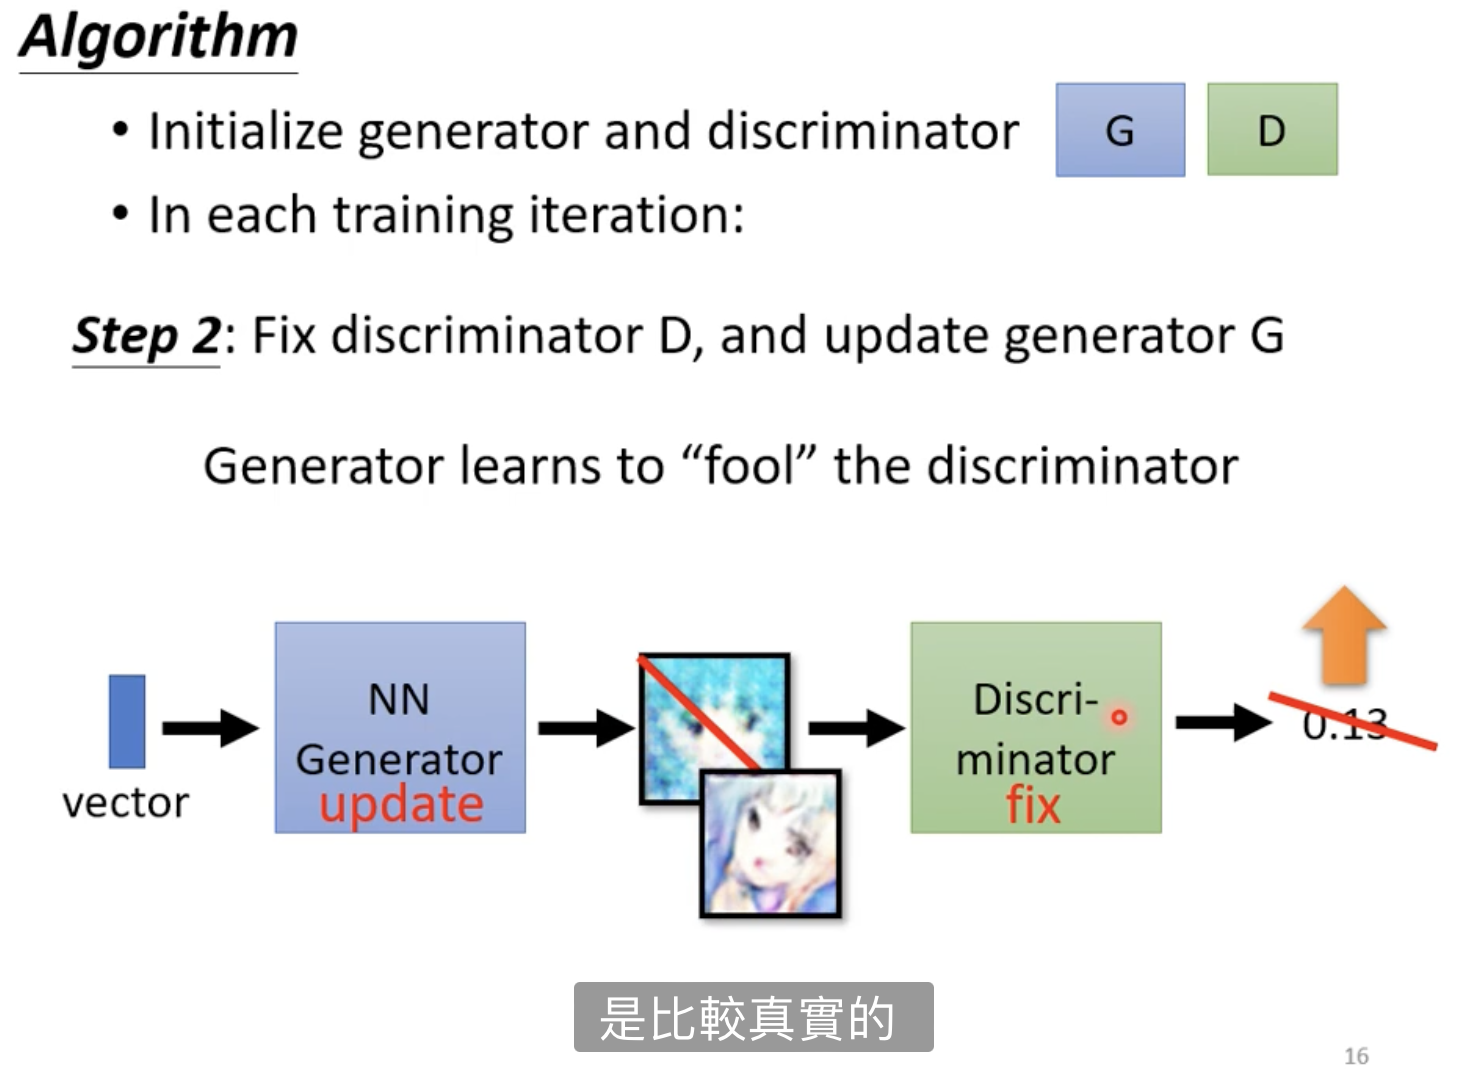 Algorithm
• Initialize generator and discriminator
G
D
• In each training iteration:
Step 2: Fix discriminator D, and update generator G
Generator learns to “fool” the discriminator
vector
NN
Generator
update
Discri-
minator
fix
0.13
是比較真實的
16